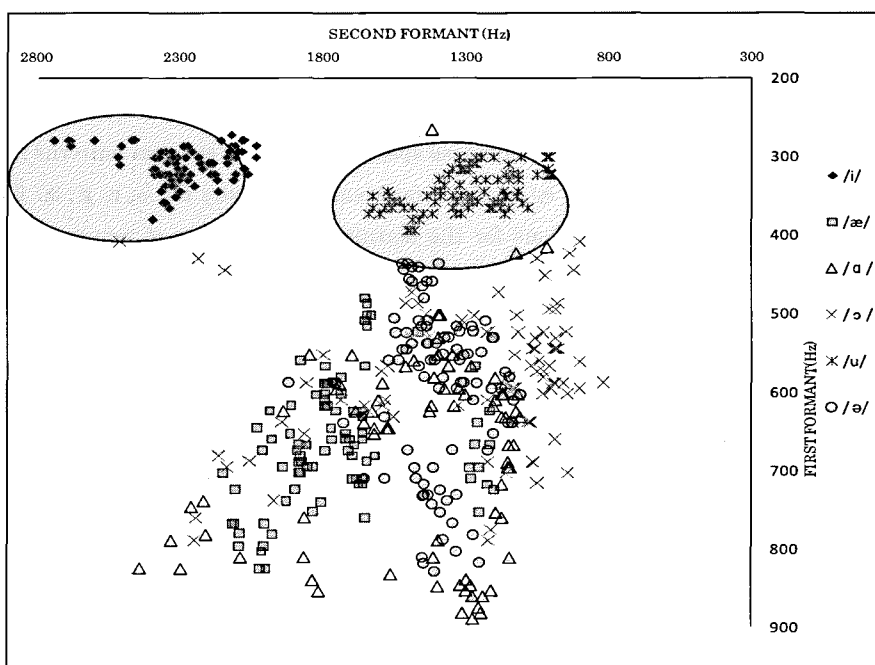 SECOND FORMANT (Hz)
2800 2300 1800 1300 800 300
200
300
400
500
600
700
800
900
FIRST FORMANT(Hz)
/i/
/æ/
/ɑ/
/ɔ/
/u/
/ə/